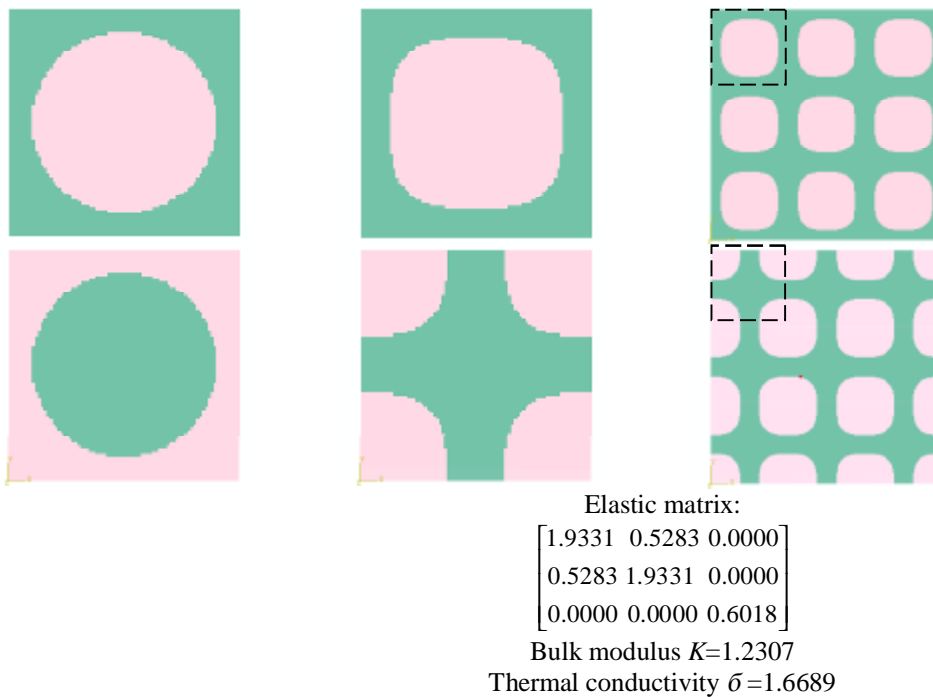 Elastic matrix:
1.9331 0.5283 0.0000
0.5283 1.9331 0.0000
0.0000 0.0000 0.6018
Bulk modulus K=1.2307
Thermal conductivity σ̄ =1.6689